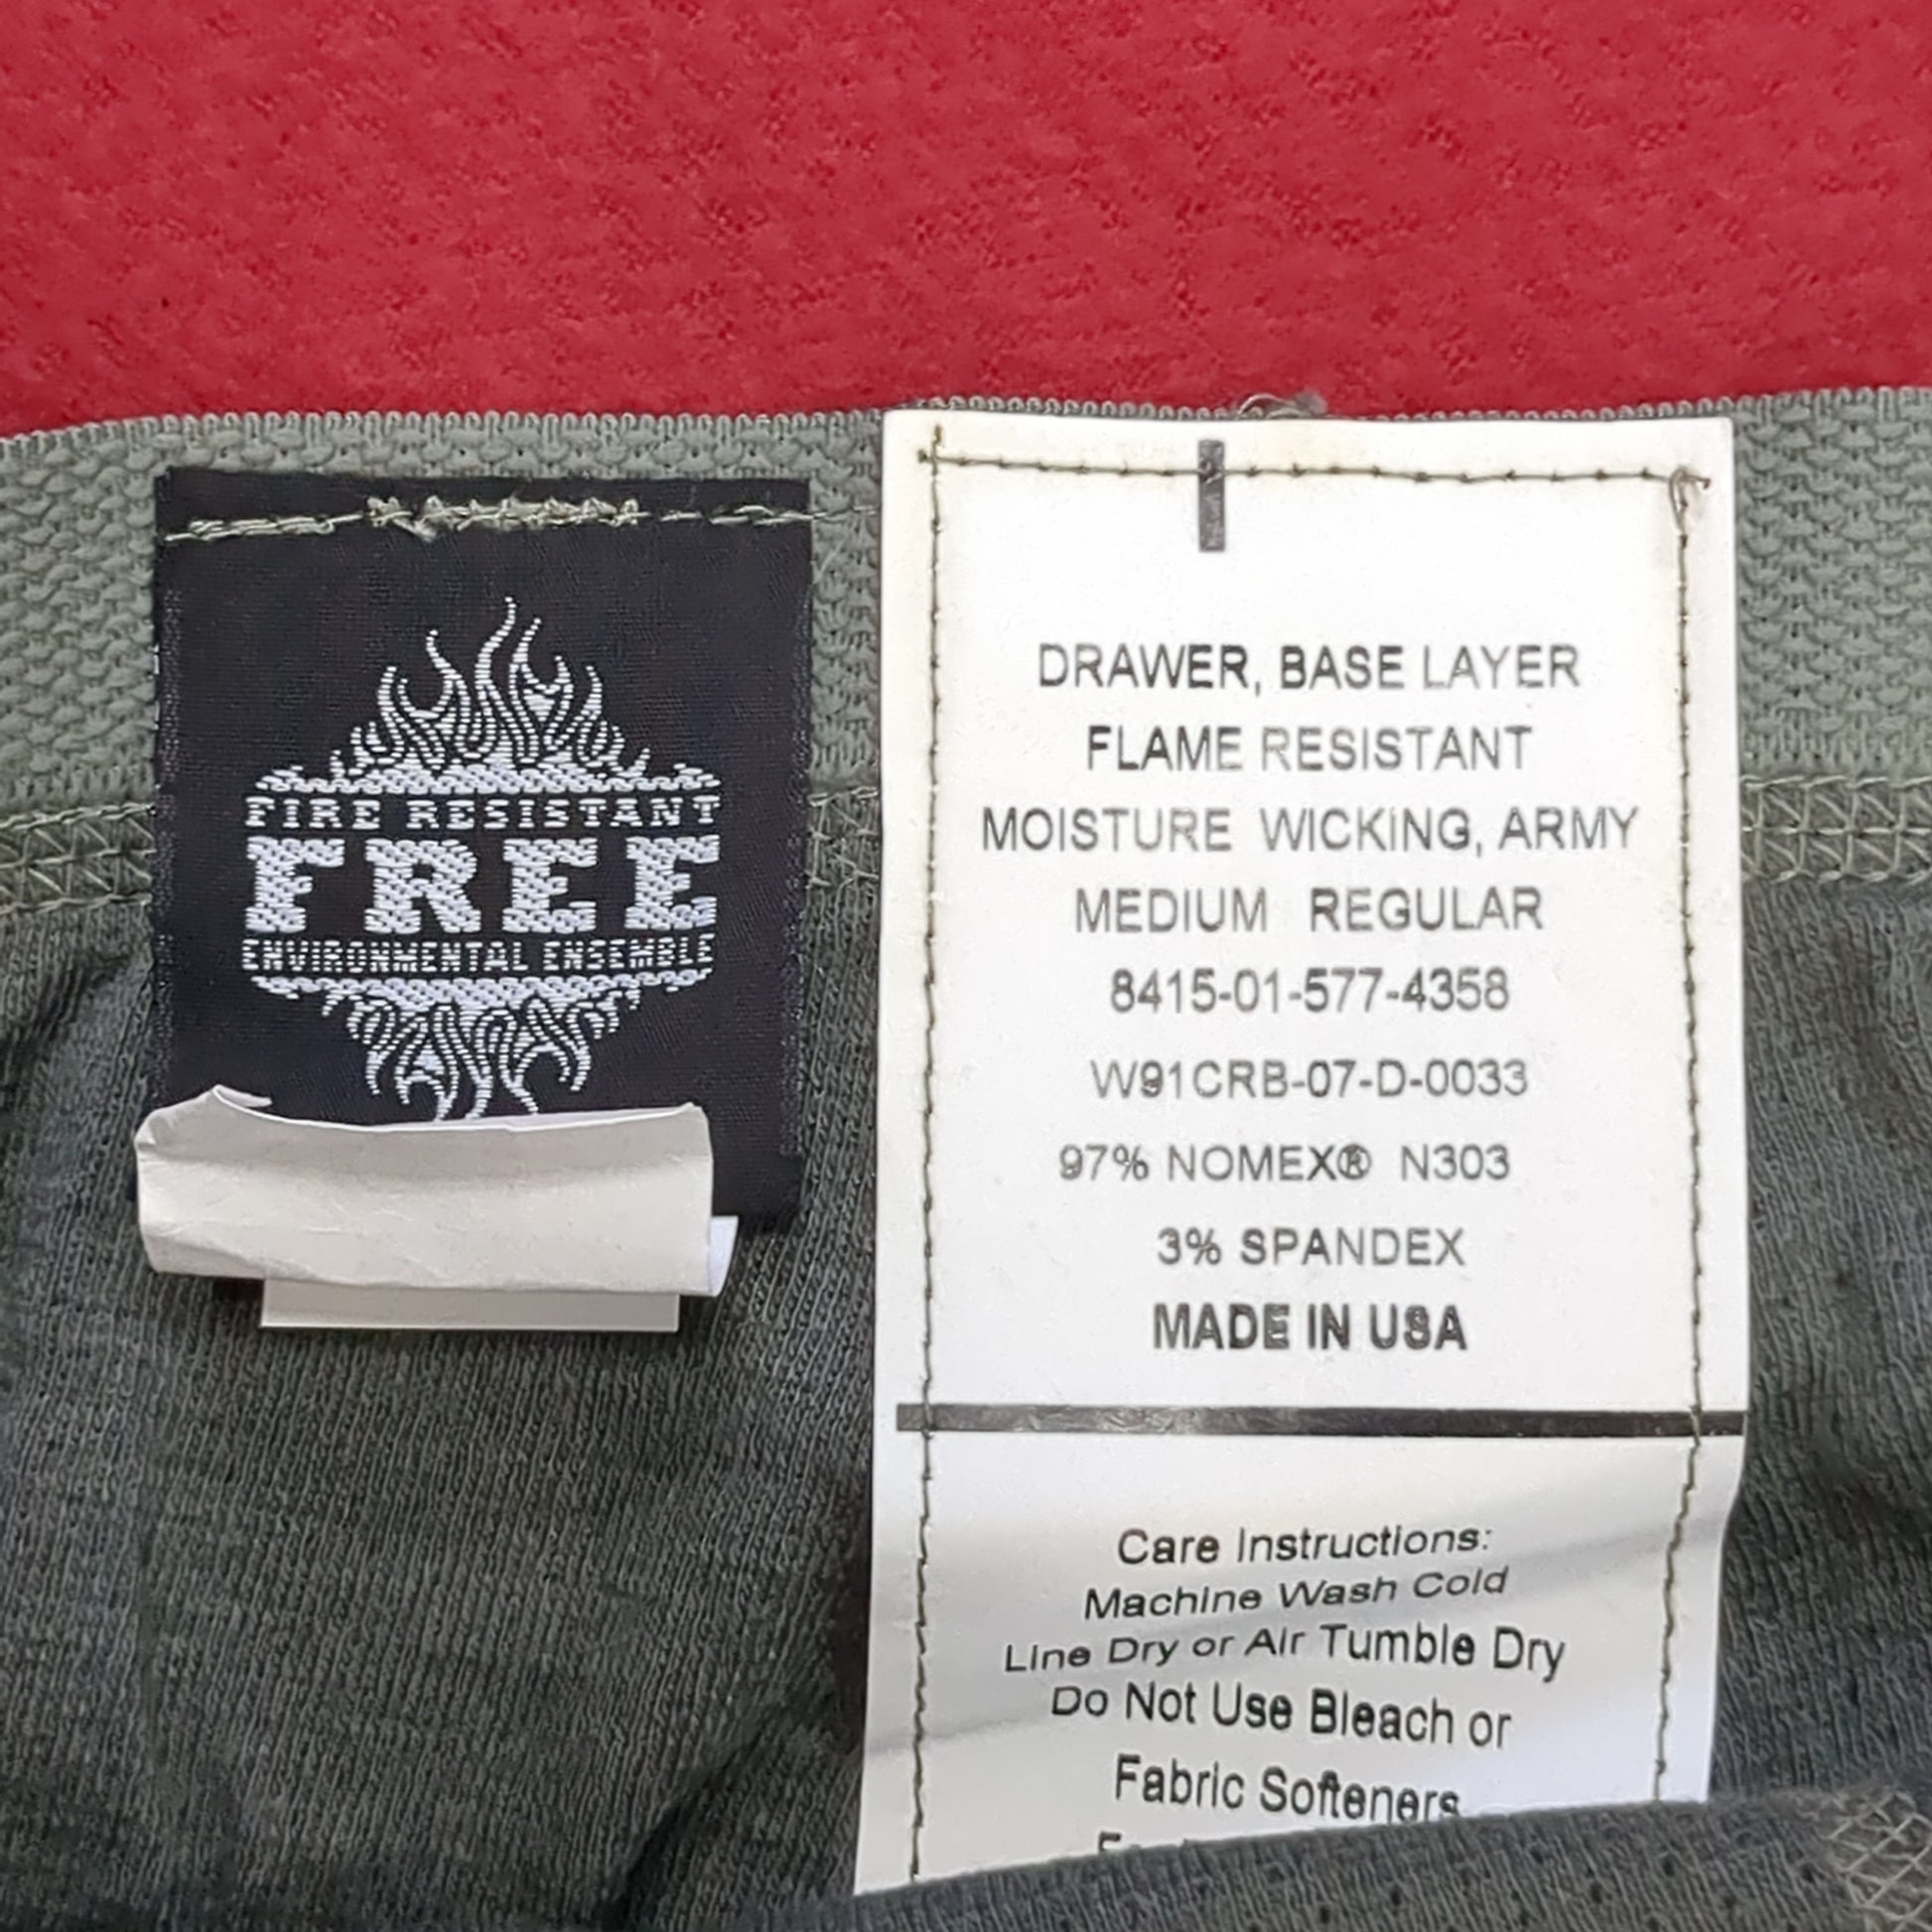 FIRE RESISTANT
FREE
ENVIRONMENTAL ENSEMBLE
DRAWER, BASE LAYER
FLAME RESISTANT
MOISTURE WICKING, ARMY
MEDIUM REGULAR
8415-01-577-4358
W91CRB-07-D-0033
97% NOMEX® N303
3% SPANDEX
MADE IN USA
Care Instructions:
Machine Wash Cold
Line Dry or Air Tumble Dry
Do Not Use Bleach or
Fabric Softeners